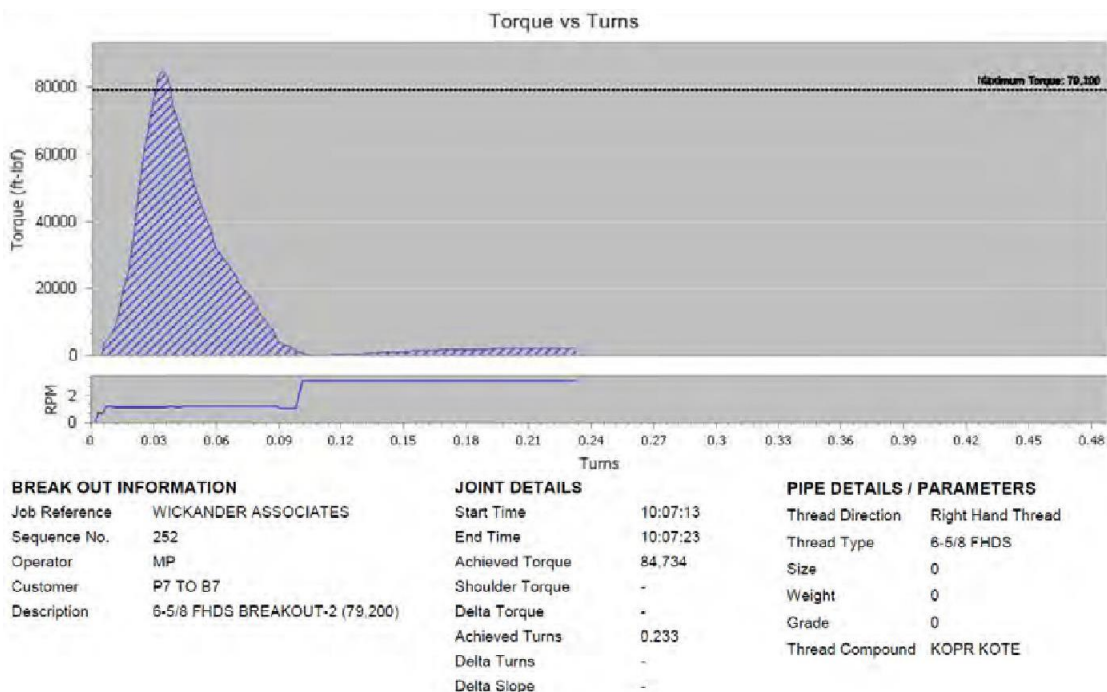 Torque vs Turns
Maximum Torque: 79,200
80000
60000
40000
20000
0
Torque (ft-lbf)
2
0
RPM
0 0.03 0.06 0.09 0.12 0.15 0.18 0.21 0.24 0.27 0.3 0.33 0.36 0.39 0.42 0.45 0.48
Turns
BREAK OUT INFORMATION
Job Reference WICKANDER ASSOCIATES
Sequence No. 252
Operator MP
Customer P7 TO B7
Description 6-5/8 FHDS BREAKOUT-2 (79,200)
JOINT DETAILS
Start Time 10:07:13
End Time 10:07:23
Achieved Torque 84,734
Shoulder Torque -
Delta Torque -
Achieved Turns 0.233
Delta Turns -
Delta Slope -
PIPE DETAILS / PARAMETERS
Thread Direction Right Hand Thread
Thread Type 6-5/8 FHDS
Size 0
Weight 0
Grade 0
Thread Compound KOPR KOTE